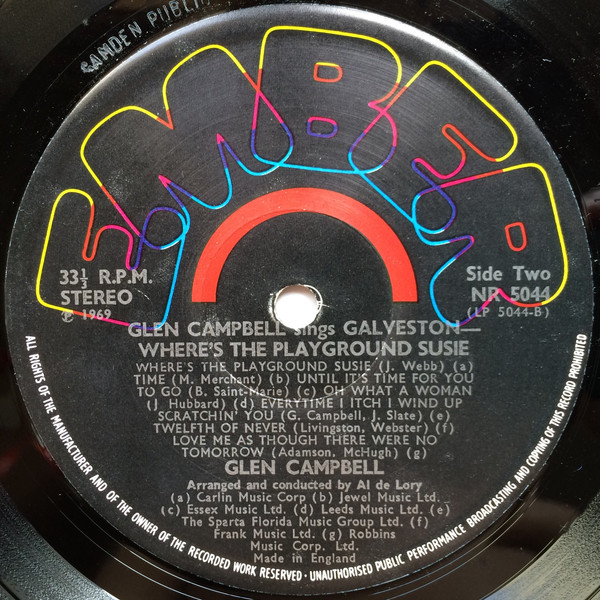 CAMDEN PUBLI
EMBER
33⅓ R.P.M.
STEREO
Ⓟ 1969
Side Two
NR 5044
(LP 5044-B)
GLEN CAMPBELL sings GALVESTON—
WHERE'S THE PLAYGROUND SUSIE
WHERE'S THE PLAYGROUND SUSIE (J. Webb) (a)
TIME (M. Merchant) (b) UNTIL IT'S TIME FOR YOU
TO GO (B. Saint-Marie) (c) OH WHAT A WOMAN
(J. Hubbard) (d) EVERYTIME I ITCH I WIND UP
SCRATCHIN' YOU (G. Campbell, J. Slate) (e)
TWELFTH OF NEVER (Livingston, Webster) (f)
LOVE ME AS THOUGH THERE WERE NO
TOMORROW (Adamson, McHugh) (g)
GLEN CAMPBELL
Arranged and conducted by Al de Lory
(a) Carlin Music Corp (b) Jewel Music Ltd.
(c) Essex Music Ltd. (d) Leeds Music Ltd. (e)
The Sparta Florida Music Group Ltd. (f)
Frank Music Ltd. (g) Robbins
Music Corp. Ltd.
Made in England
ALL RIGHTS OF THE MANUFACTURER AND OF THE OWNER OF THE RECORDED WORK RESERVED · UNAUTHORISED PUBLIC PERFORMANCE BROADCASTING AND COPYING OF THIS RECORD PROHIBITED